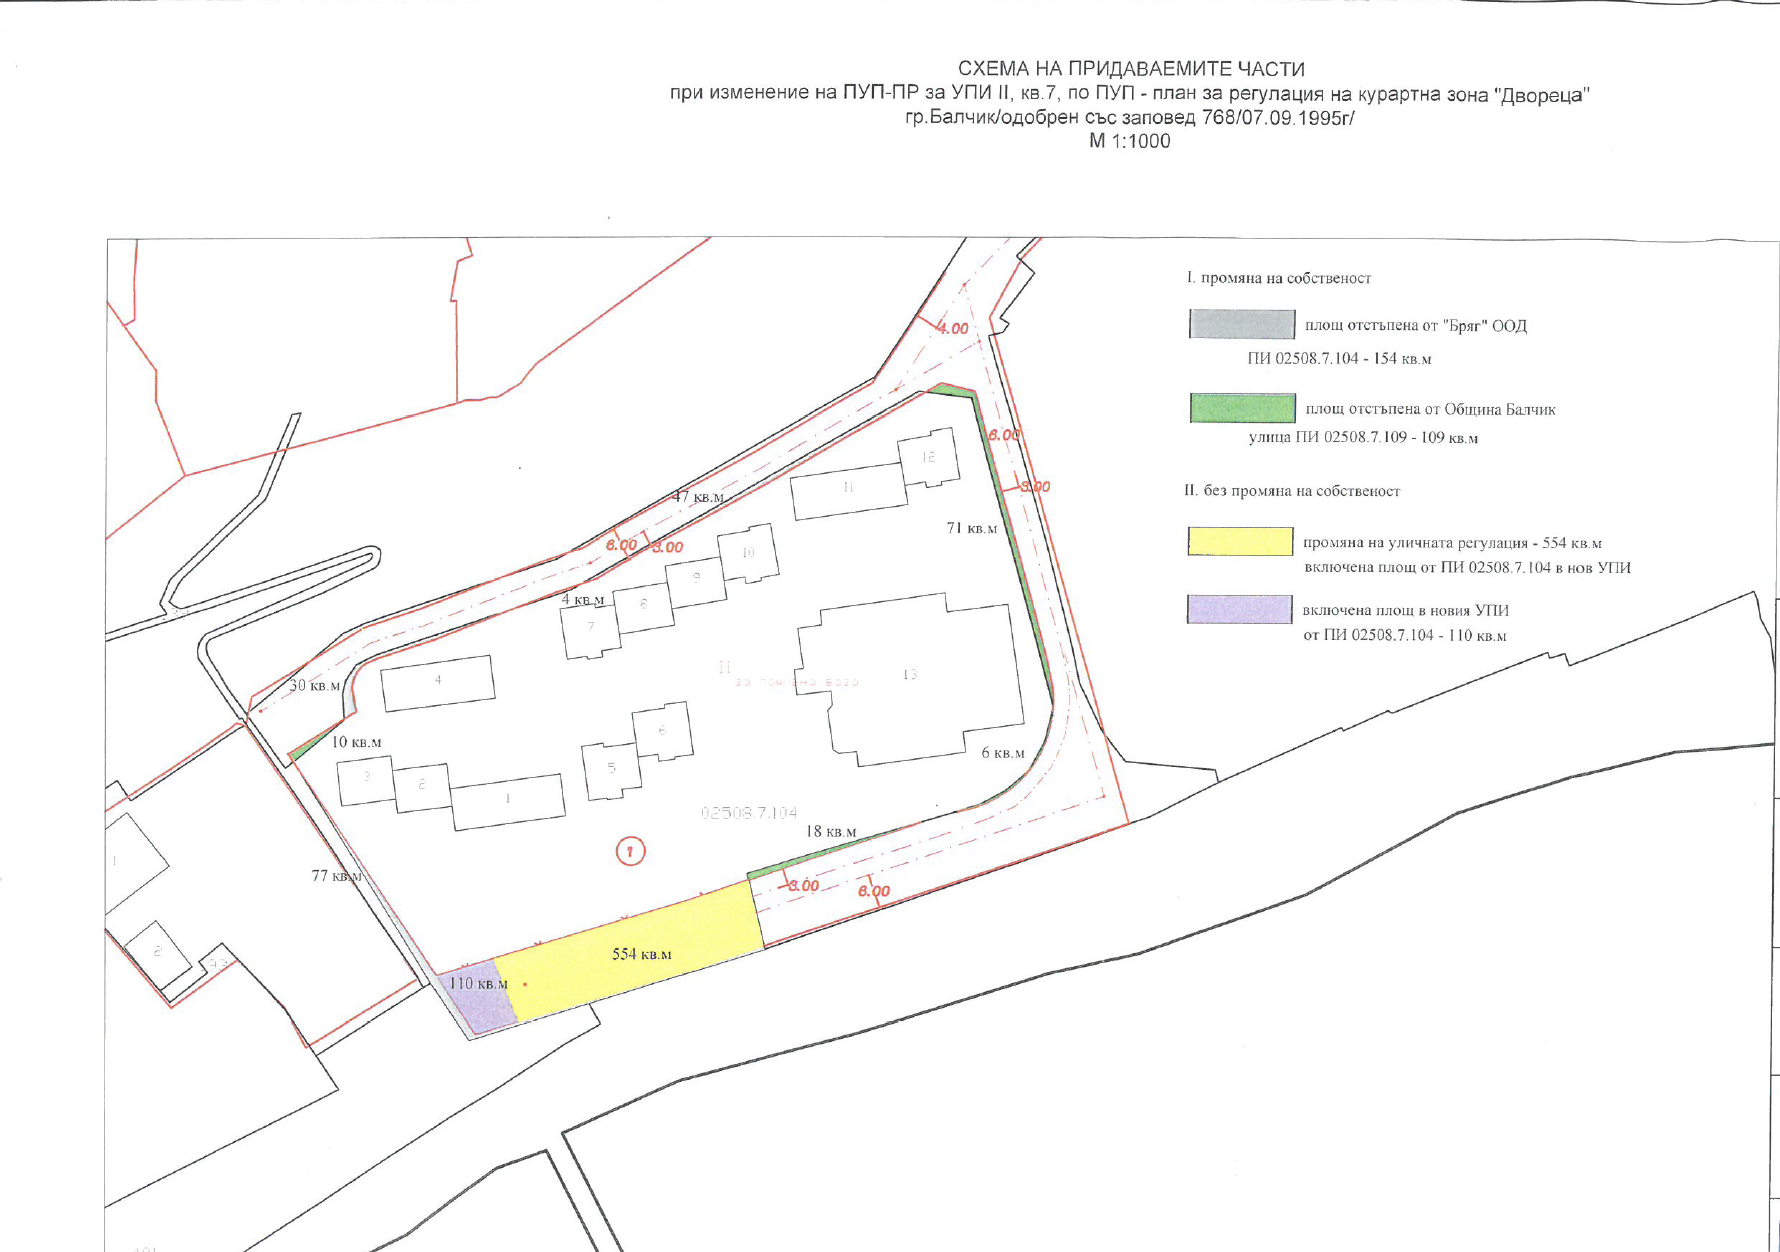 СХЕМА НА ПРИДАВАЕМИТЕ ЧАСТИ
при изменение на ПУП-ПР за УПИ II, кв.7, по ПУП - план за регулация на курартна зона "Двореца"
гр.Балчик/одобрен със заповед 768/07.09.1995г/
М 1:1000
I. промяна на собственост
площ отстъпена от "Бряг" ООД
ПИ 02508.7.104 - 154 кв.м
площ отстъпена от Община Балчик
улица ПИ 02508.7.109 - 109 кв.м
II. без промяна на собственост
промяна на уличната регулация - 554 кв.м
включена площ от ПИ 02508.7.104 в нов УПИ
включена площ в новия УПИ
от ПИ 02508.7.104 - 110 кв.м
4.00
6.00
3.00
12
11
47 кв.м
71 кв.м
6.00
3.00
10
9
8
7
4 кв.м
II
13
4
30 кв.м
10 кв.м
6
5
3
2
1
6 кв.м
02508.7.104
18 кв.м
7
77 кв.м
3.00
6.00
554 кв.м
110 кв.м
1
2